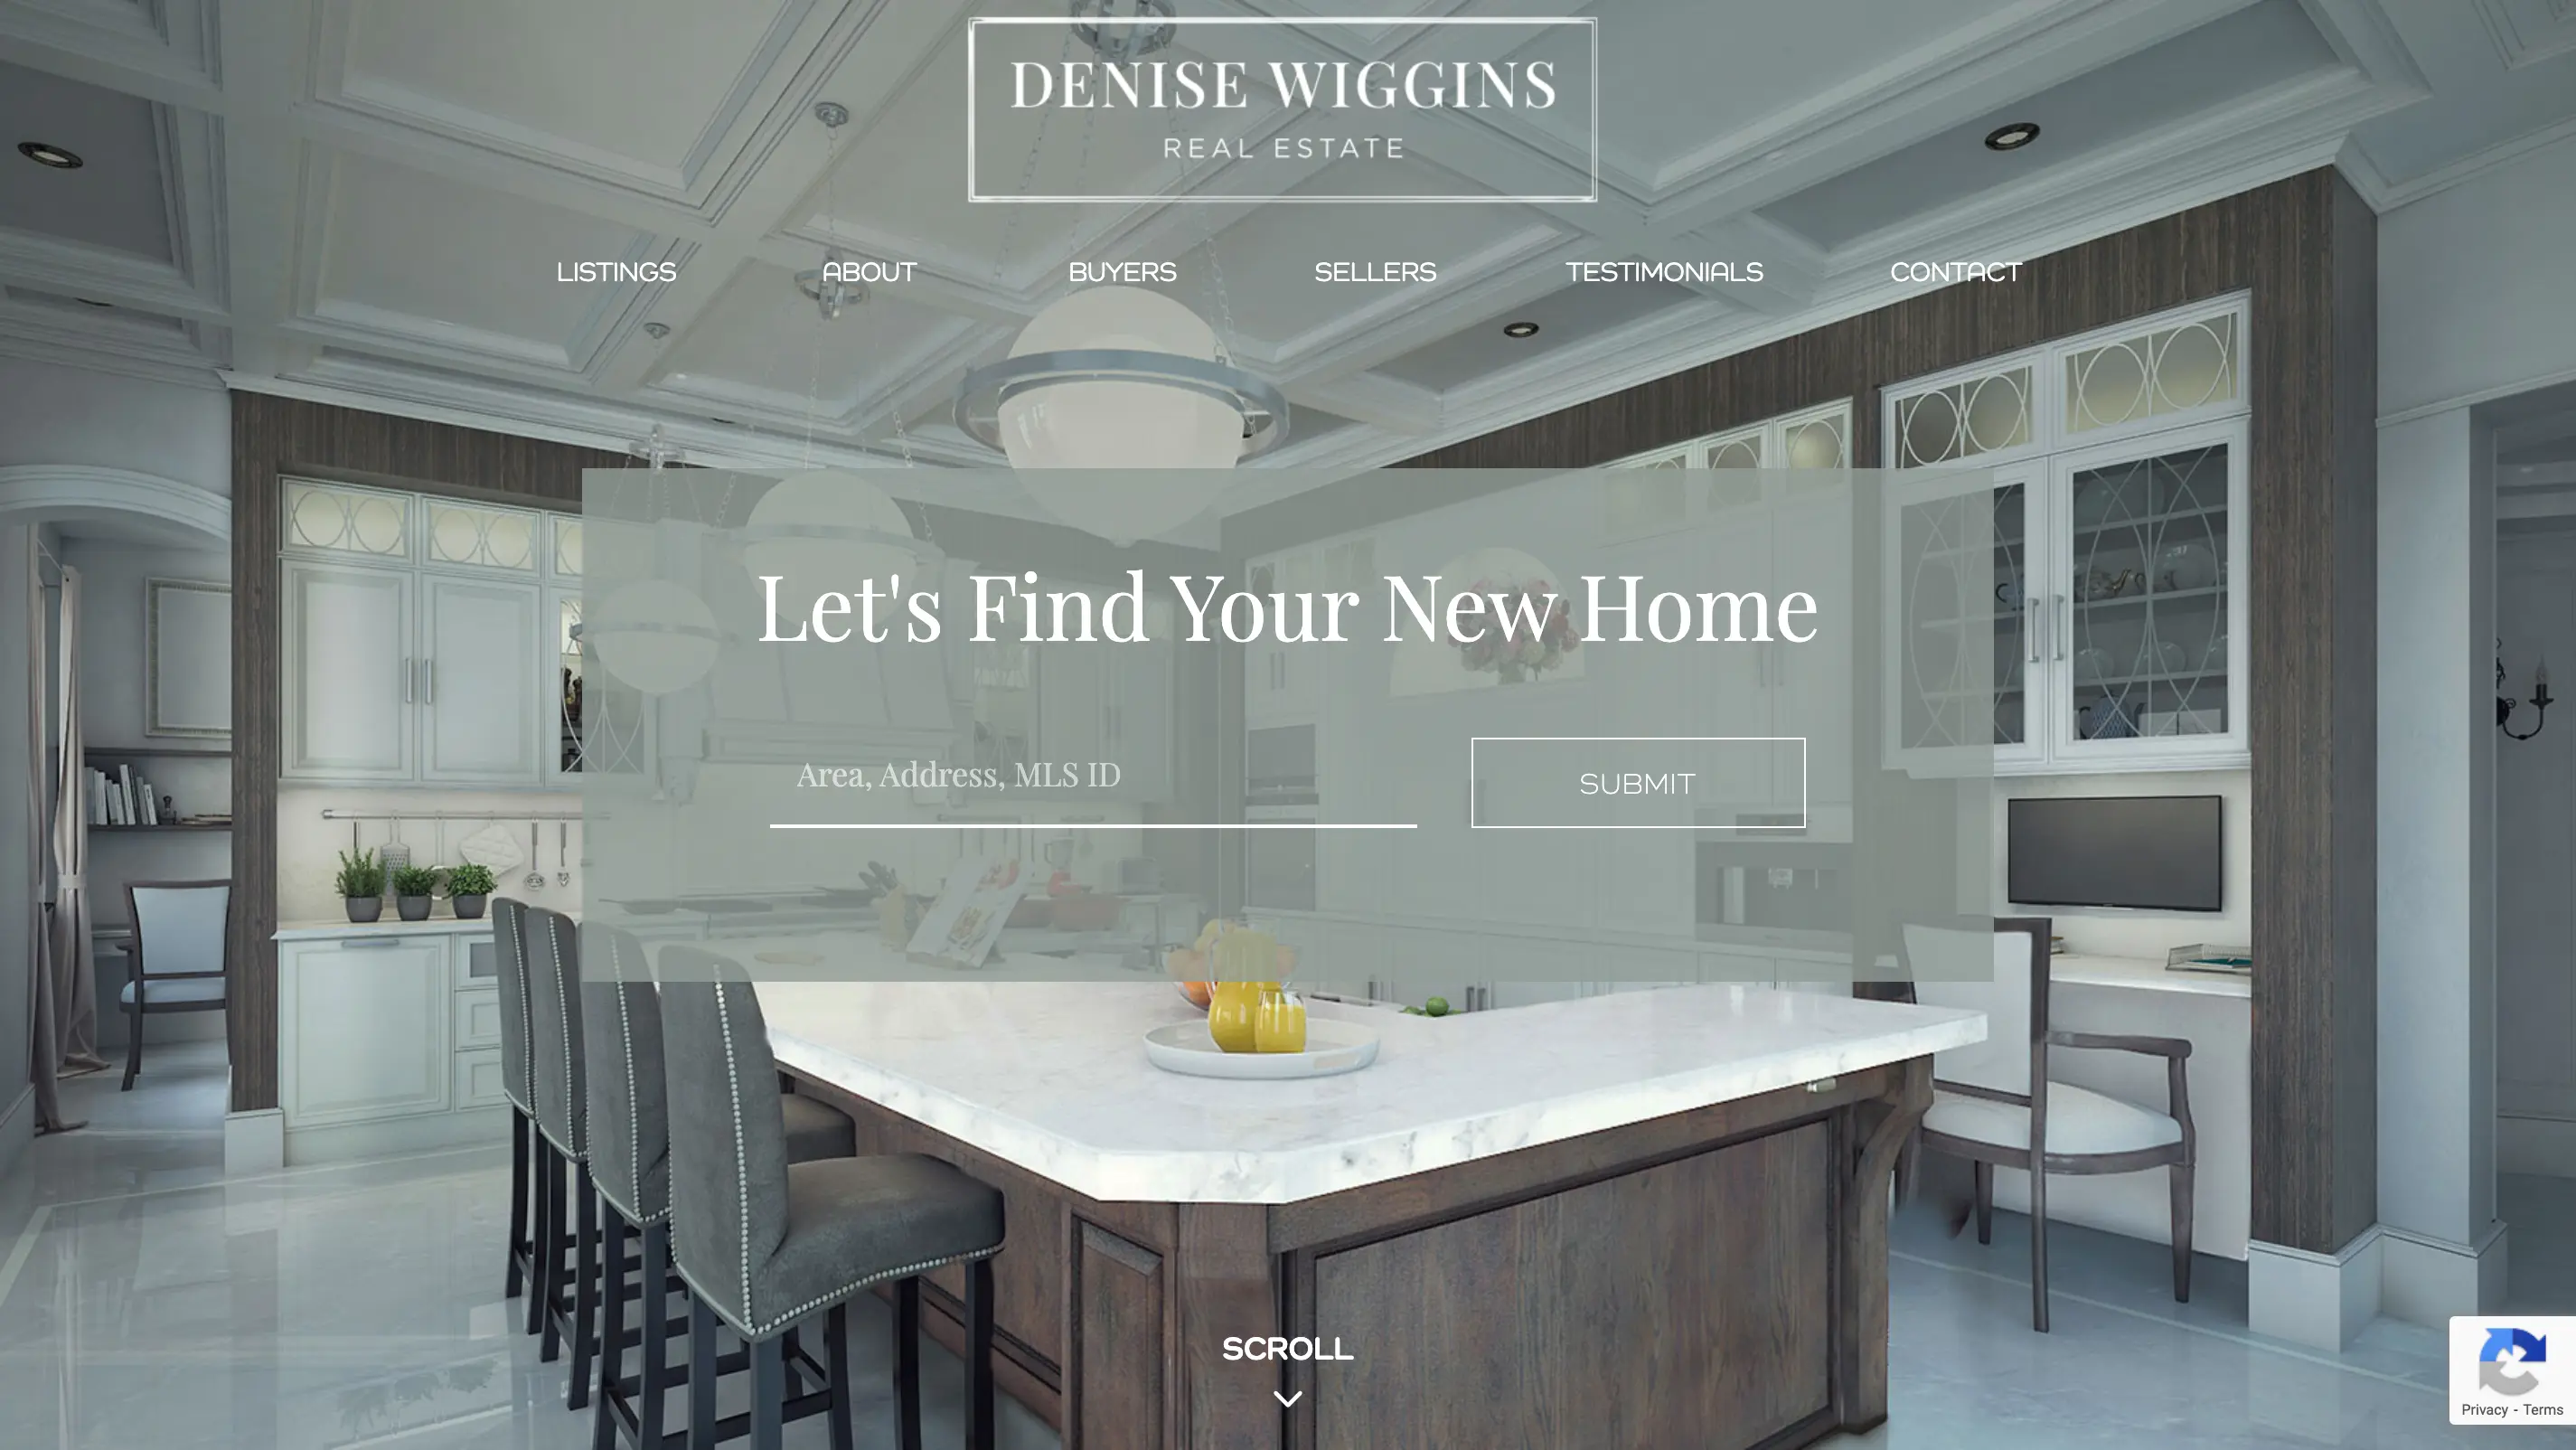 DENISE WIGGINS
REAL ESTATE
LISTINGS ABOUT BUYERS SELLERS TESTIMONIALS CONTACT
Let's Find Your New Home
Area, Address, MLS ID
SUBMIT
SCROLL
Privacy - Terms